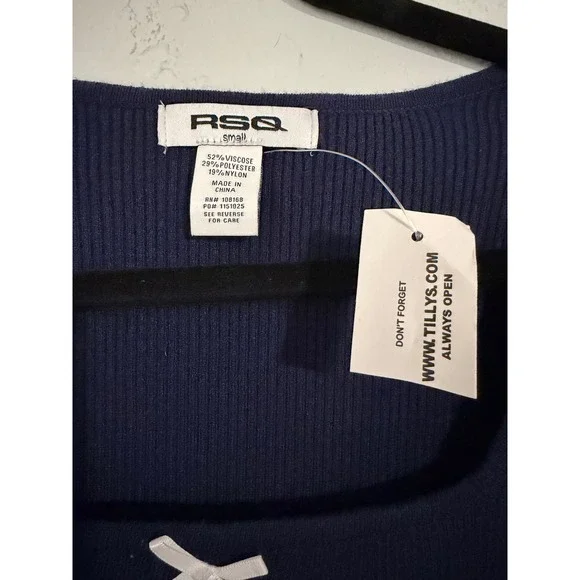 RSQ
small
52% VISCOSE
29% POLYESTER
19% NYLON
MADE IN
CHINA
RN# 108168
PO# 1151025
SEE REVERSE
FOR CARE
DON'T FORGET
WWW.TILLYS.COM
ALWAYS OPEN